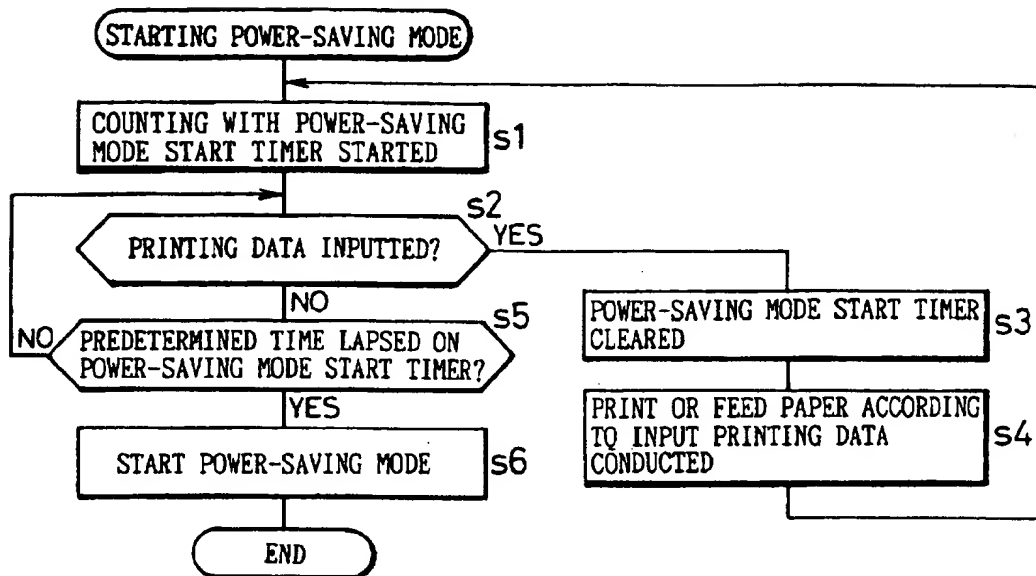 STARTING POWER-SAVING MODE
COUNTING WITH POWER-SAVING
MODE START TIMER STARTED
s1
s2
PRINTING DATA INPUTTED?
YES
NO
POWER-SAVING MODE START TIMER
CLEARED
s3
NO
PREDETERMINED TIME LAPSED ON
POWER-SAVING MODE START TIMER?
s5
YES
PRINT OR FEED PAPER ACCORDING
TO INPUT PRINTING DATA
CONDUCTED
s4
START POWER-SAVING MODE
s6
END